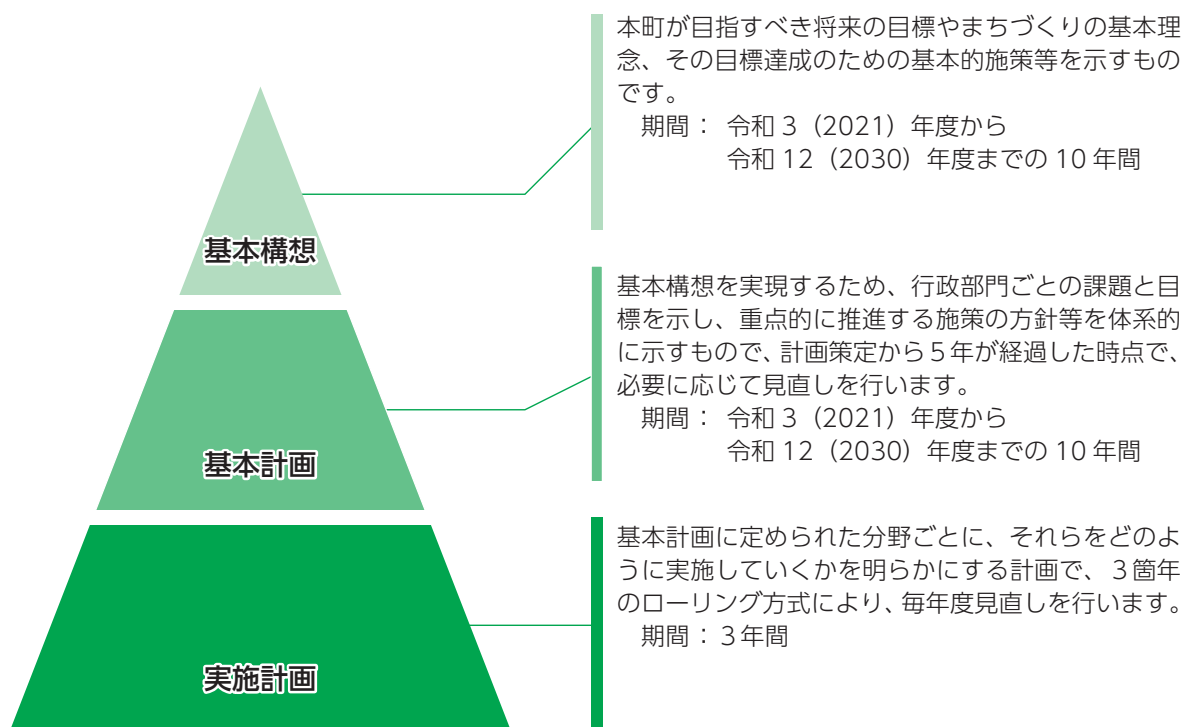 本町が目指すべき将来の目標やまちづくりの基本理
念、その目標達成のための基本的施策等を示すもの
です。
期間： 令和 3（2021）年度から
令和 12（2030）年度までの 10 年間
基本構想
基本構想を実現するため、行政部門ごとの課題と目
標を示し、重点的に推進する施策の方針等を体系的
に示すもので、計画策定から５年が経過した時点で、
必要に応じて見直しを行います。
期間： 令和 3（2021）年度から
令和 12（2030）年度までの 10 年間
基本計画
基本計画に定められた分野ごとに、それらをどのよ
うに実施していくかを明らかにする計画で、３箇年
のローリング方式により、毎年度見直しを行います。
期間：３年間
実施計画